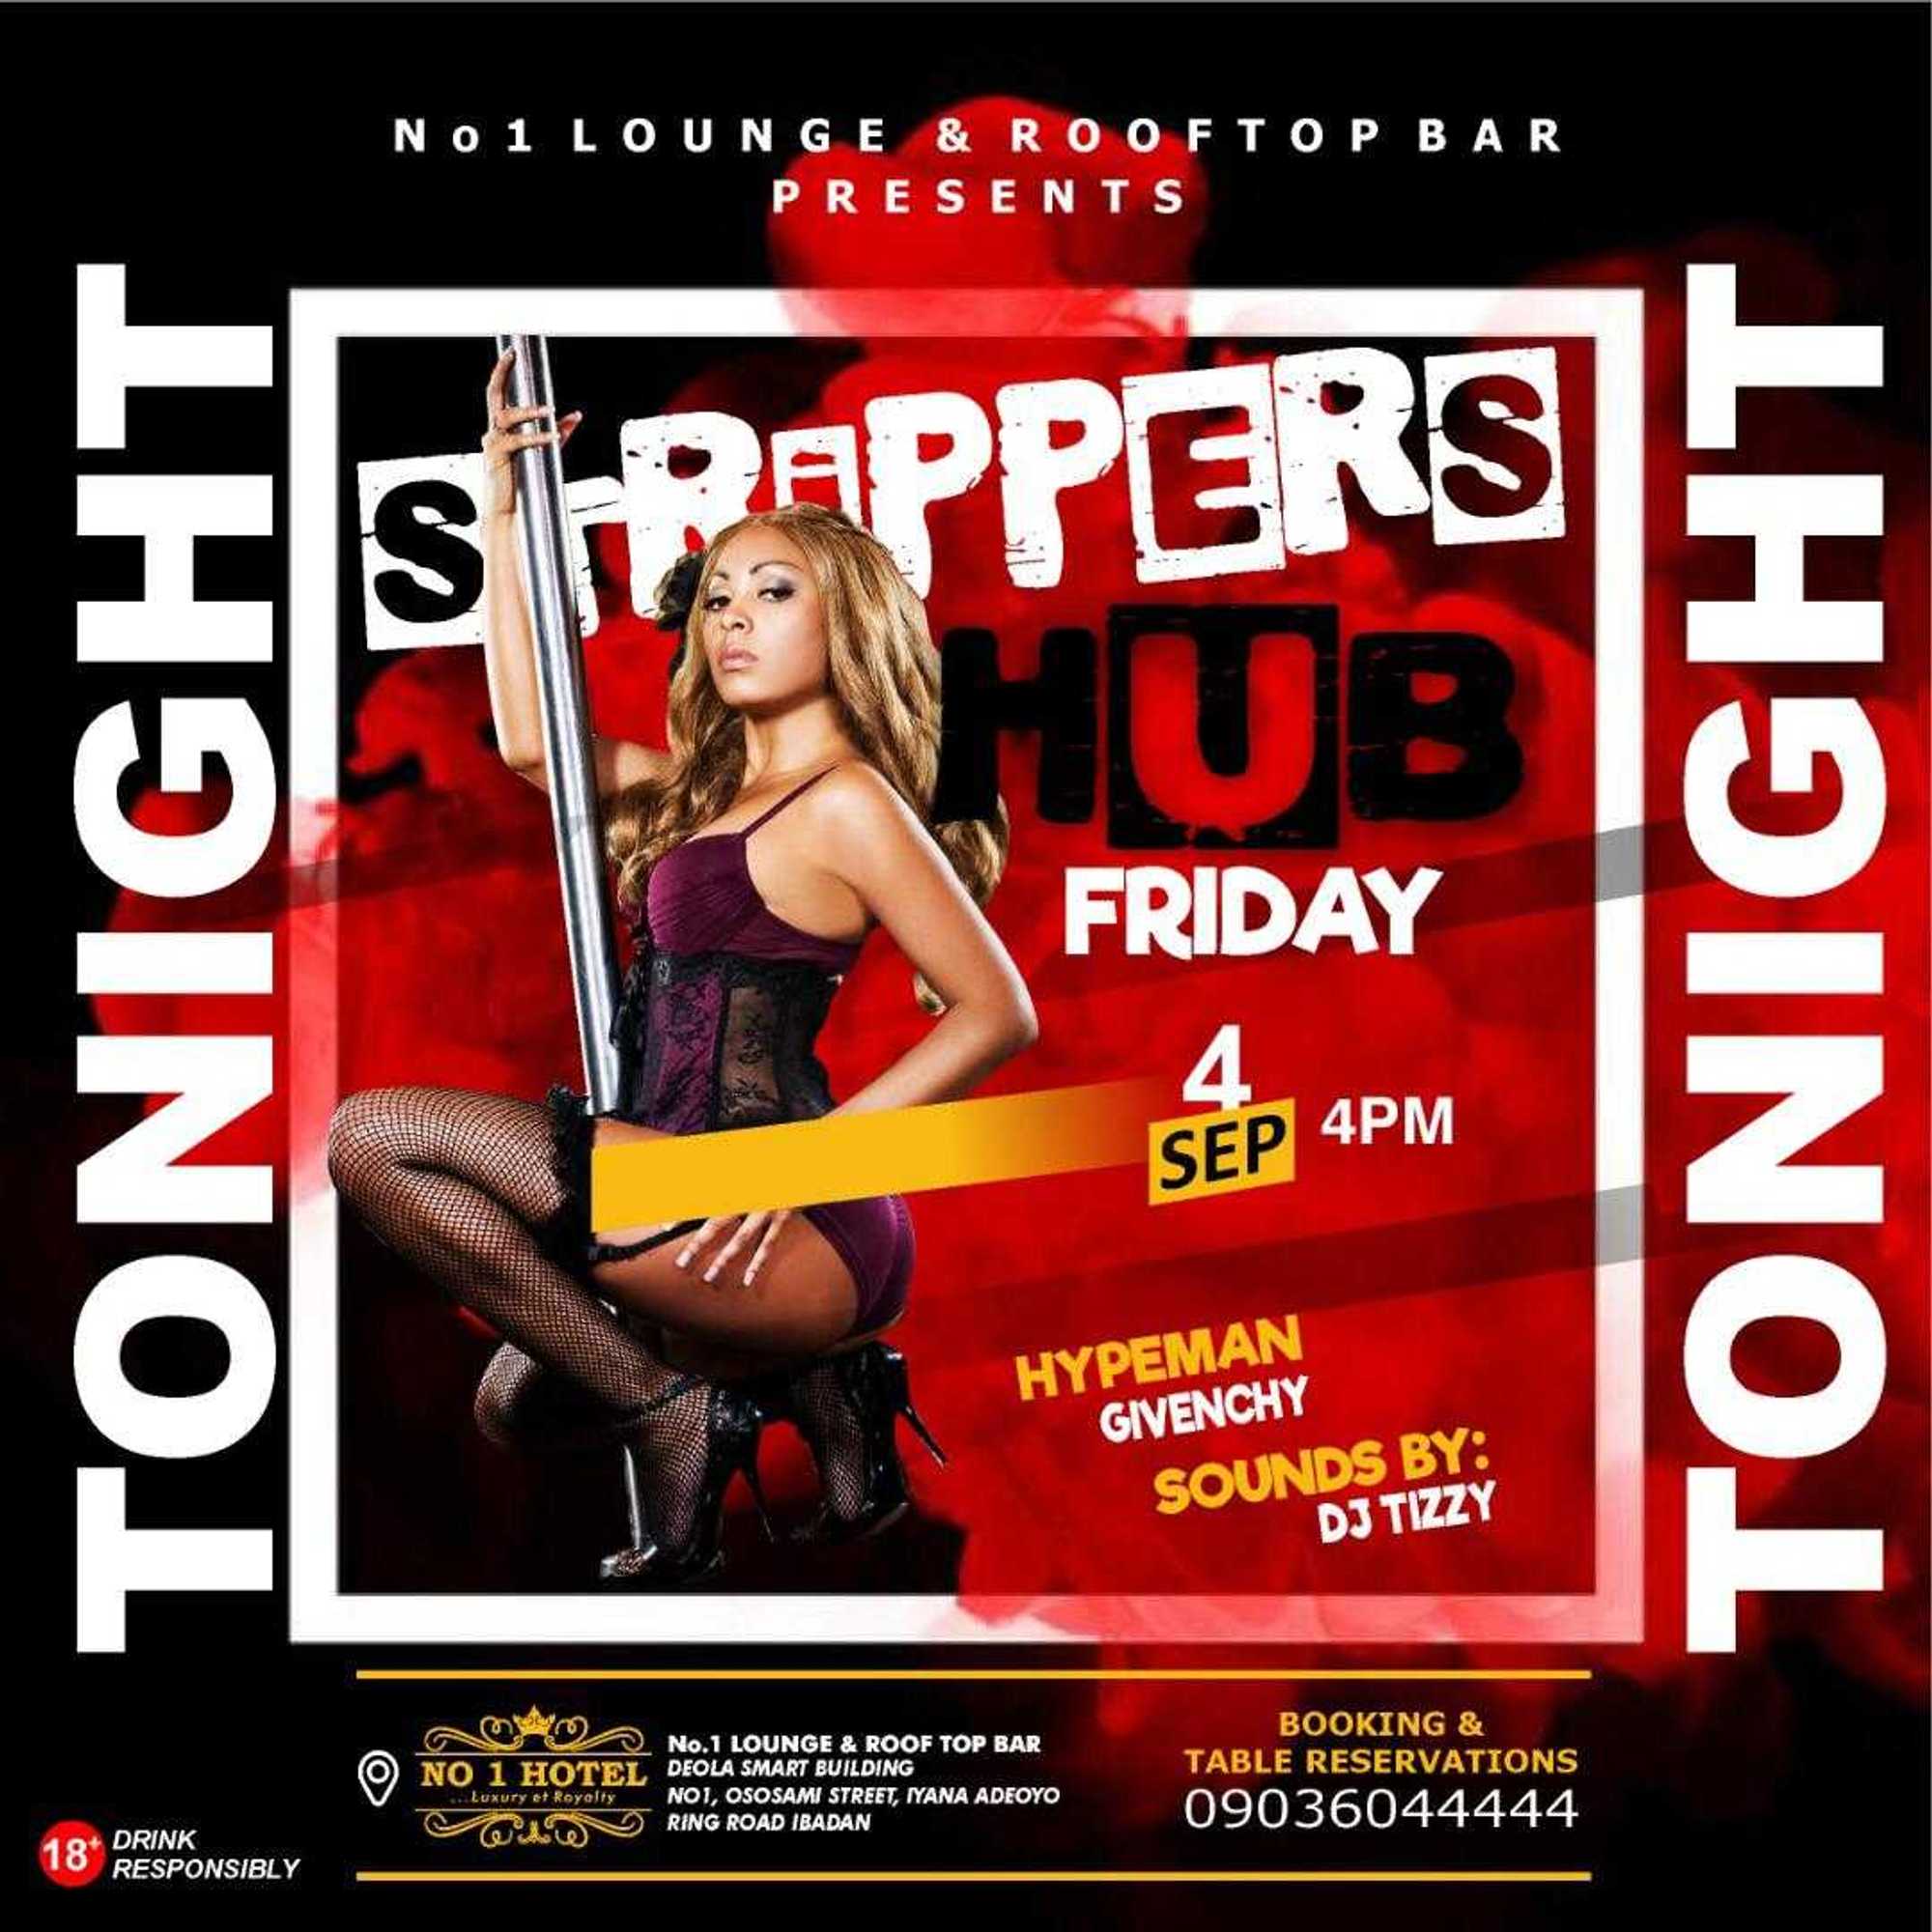 No1 LOUNGE & ROOFTOP BAR
PRESENTS
TONIGHT
STRIPPERS
HUB
FRIDAY
4
SEP
4PM
HYPEMAN
GIVENCHY
SOUNDS BY:
DJ TIZZY
TONIGHT
NO 1 HOTEL
...Luxury et Royalty
No.1 LOUNGE & ROOF TOP BAR
DEOLA SMART BUILDING
NO1, OSOSAMI STREET, IYANA ADEOYO
RING ROAD IBADAN
BOOKING &
TABLE RESERVATIONS
09036044444
18+ DRINK
RESPONSIBLY